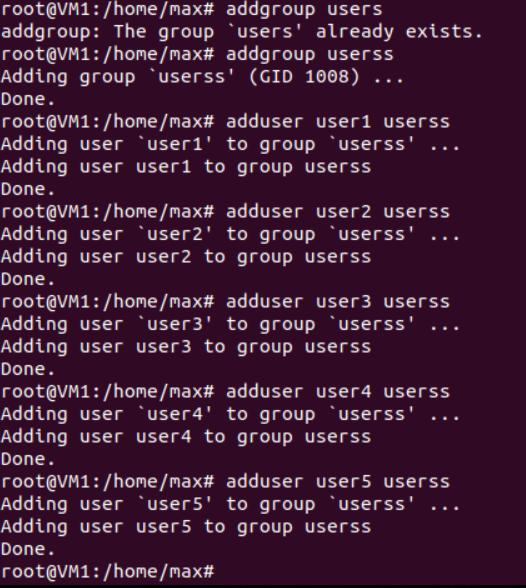 root@VM1:/home/max# addgroup users
addgroup: The group `users' already exists.
root@VM1:/home/max# addgroup userss
Adding group `userss' (GID 1008) ...
Done.
root@VM1:/home/max# adduser user1 userss
Adding user `user1' to group `userss' ...
Adding user user1 to group userss
Done.
root@VM1:/home/max# adduser user2 userss
Adding user `user2' to group `userss' ...
Adding user user2 to group userss
Done.
root@VM1:/home/max# adduser user3 userss
Adding user `user3' to group `userss' ...
Adding user user3 to group userss
Done.
root@VM1:/home/max# adduser user4 userss
Adding user `user4' to group `userss' ...
Adding user user4 to group userss
Done.
root@VM1:/home/max# adduser user5 userss
Adding user `user5' to group `userss' ...
Adding user user5 to group userss
Done.
root@VM1:/home/max#